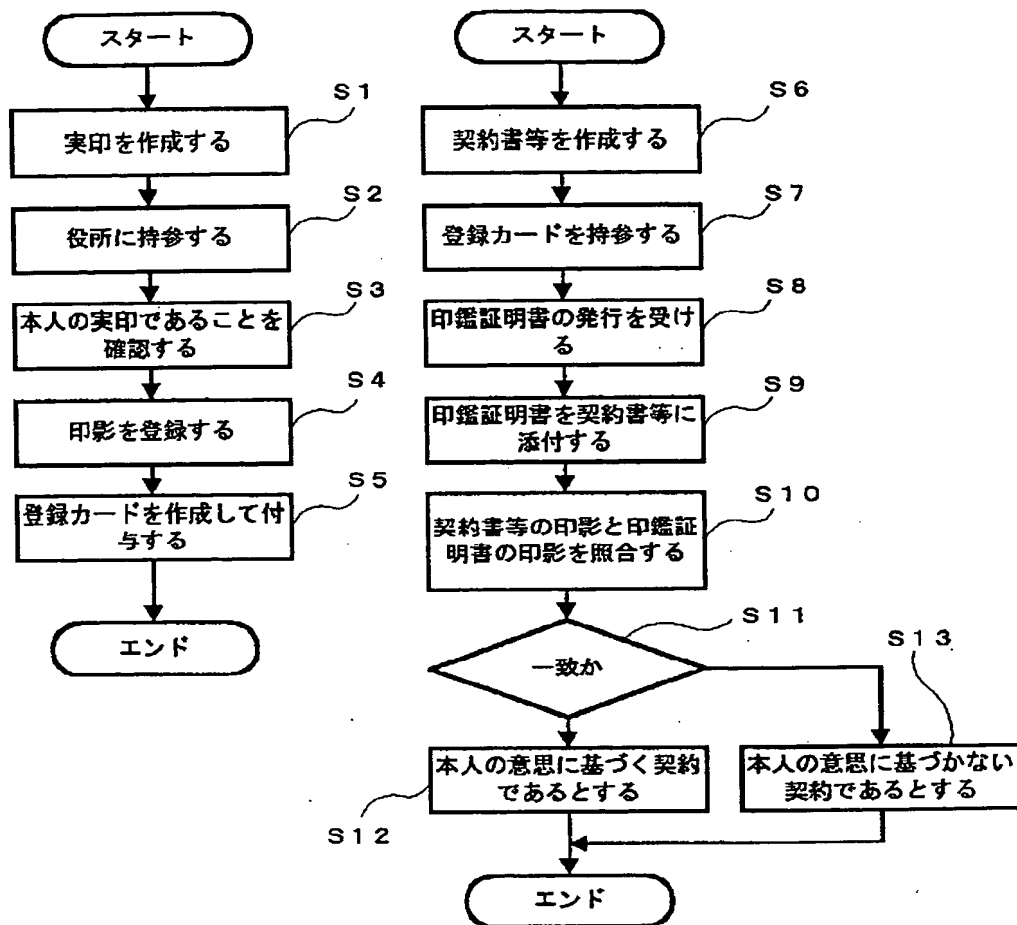 スタート
S1
実印を作成する
S2
役所に持参する
S3
本人の実印であることを
確認する
S4
印影を登録する
S5
登録カードを作成して付
与する
エンド
スタート
S6
契約書等を作成する
S7
登録カードを持参する
S8
印鑑証明書の発行を受け
る
S9
印鑑証明書を契約書等に
添付する
S10
契約書等の印影と印鑑証
明書の印影を照合する
S11
一致か
S12
本人の意思に基づく契約
であるとする
S13
本人の意思に基づかない
契約であるとする
エンド